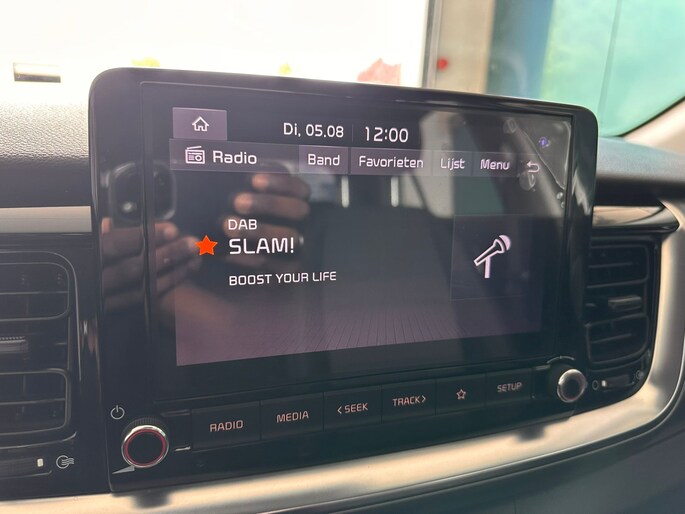 Di, 05.08 12:00
Radio Band Favorieten Lijst Menu
DAB
SLAM!
BOOST YOUR LIFE
RADIO MEDIA <SEEK TRACK> SETUP